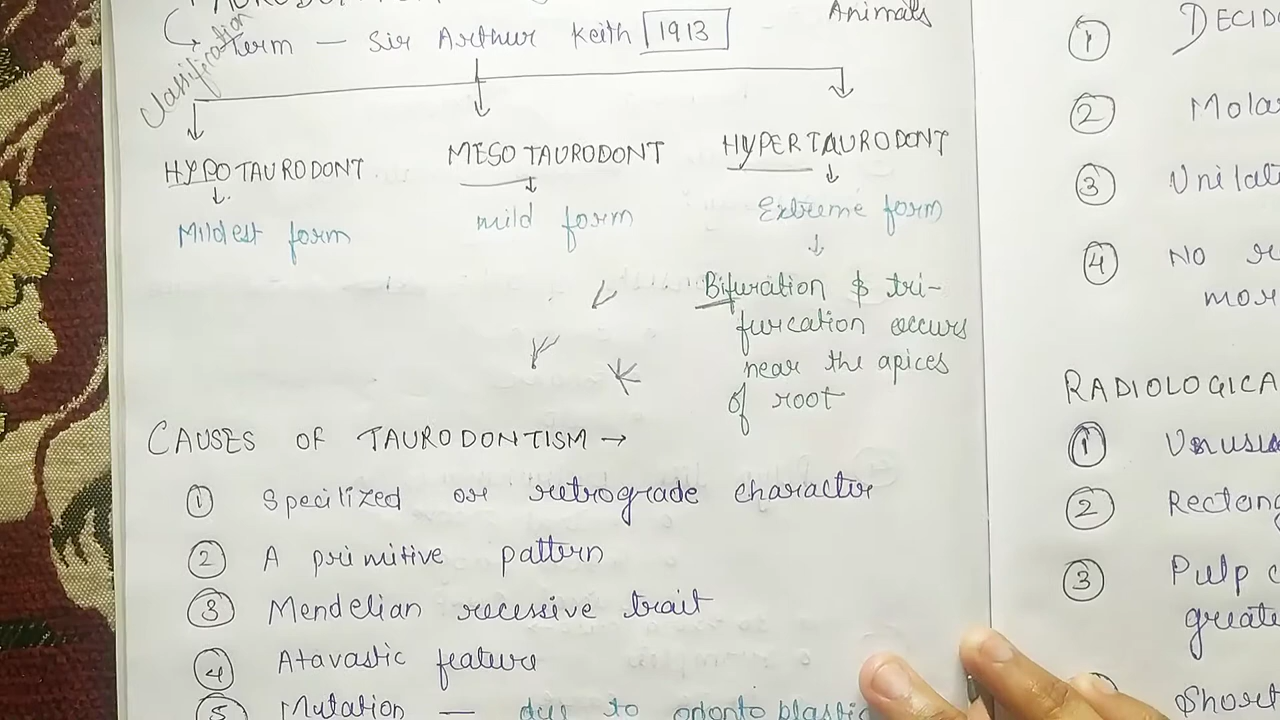 Animals
Classification
Term — Sir Arthur Keith 1913
HYPOTAURODONT
MESOTAURODONT
HYPERTAURODONT
Mildest form
mild form
Extreme form
Bifuration & tri-
furcation occurs
near the apices
of root
CAUSES OF TAURODONTISM →
1 Specilized or retrograde character
2 A primitive pattern
3 Mendelian recessive trait
4 Atavastic feature
5 Mutation — due to odontoblastic
1 DECID
2 Mola
3 Unilat
4 NO
mor
RADIOLOGICA
1 Unusu
2 Rectang
3 Pulp c
greate
Short